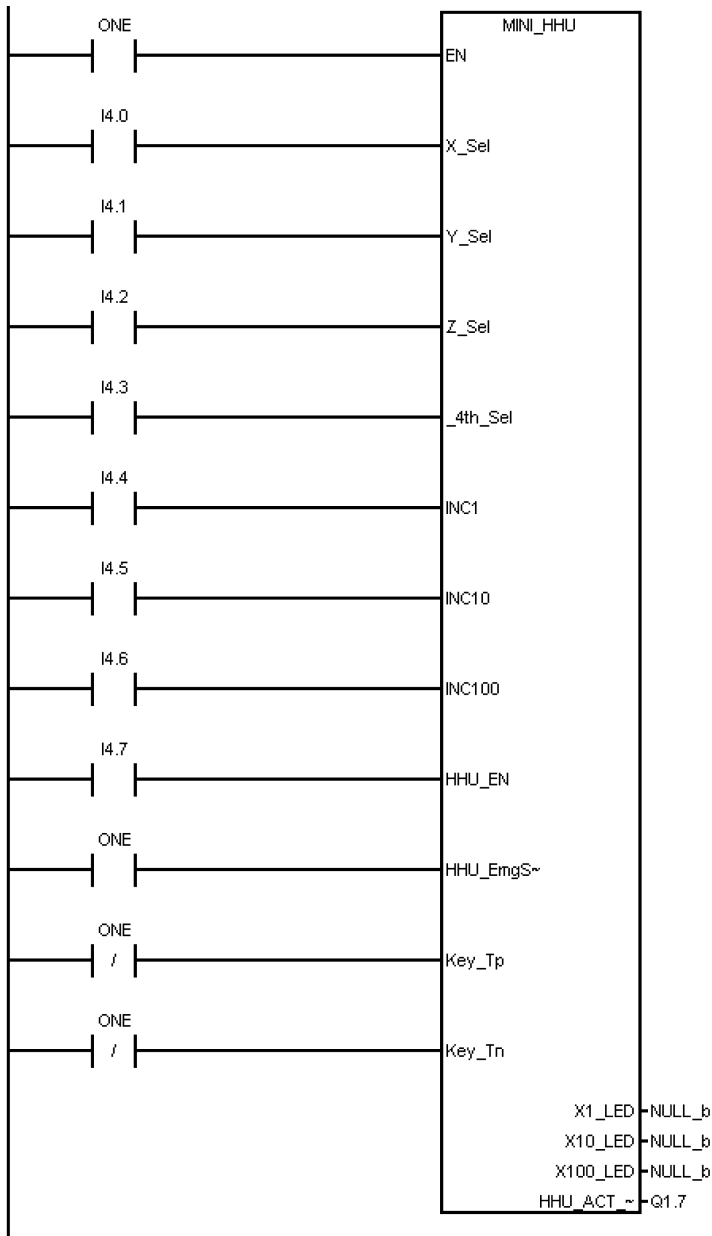 ONE
MINI_HHU
EN
I4.0
X_Sel
I4.1
Y_Sel
I4.2
Z_Sel
I4.3
_4th_Sel
I4.4
INC1
I4.5
INC10
I4.6
INC100
I4.7
HHU_EN
ONE
HHU_EmgS~
ONE
/
Key_Tp
ONE
/
Key_Tn
X1_LED NULL_b
X10_LED NULL_b
X100_LED NULL_b
HHU_ACT_~ Q1.7